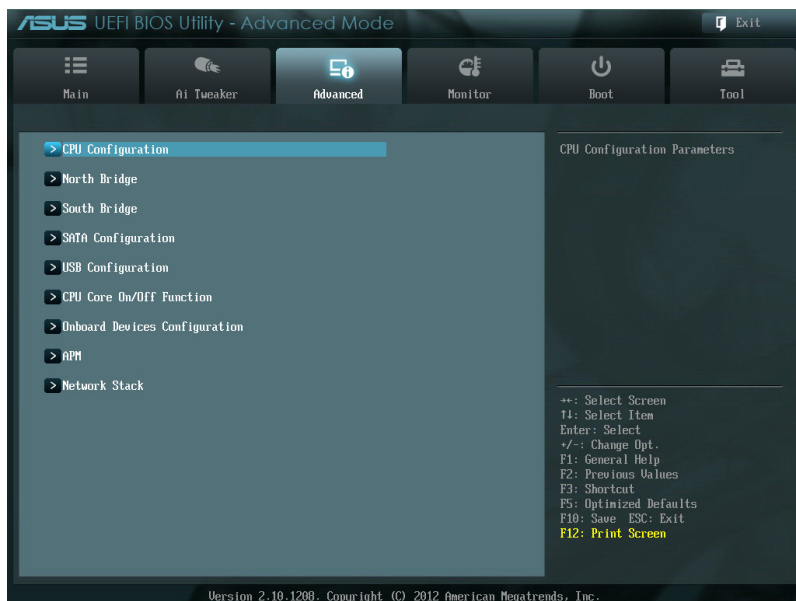 ASUS UEFI BIOS Utility - Advanced Mode
Exit
Main
Ai Tweaker
Advanced
Monitor
Boot
Tool
> CPU Configuration
> North Bridge
> South Bridge
> SATA Configuration
> USB Configuration
> CPU Core On/Off Function
> Onboard Devices Configuration
> APM
> Network Stack
CPU Configuration Parameters
→←: Select Screen
↑↓: Select Item
Enter: Select
+/-: Change Opt.
F1: General Help
F2: Previous Values
F3: Shortcut
F5: Optimized Defaults
F10: Save ESC: Exit
F12: Print Screen
Version 2.10.1208. Copyright (C) 2012 American Megatrends, Inc.